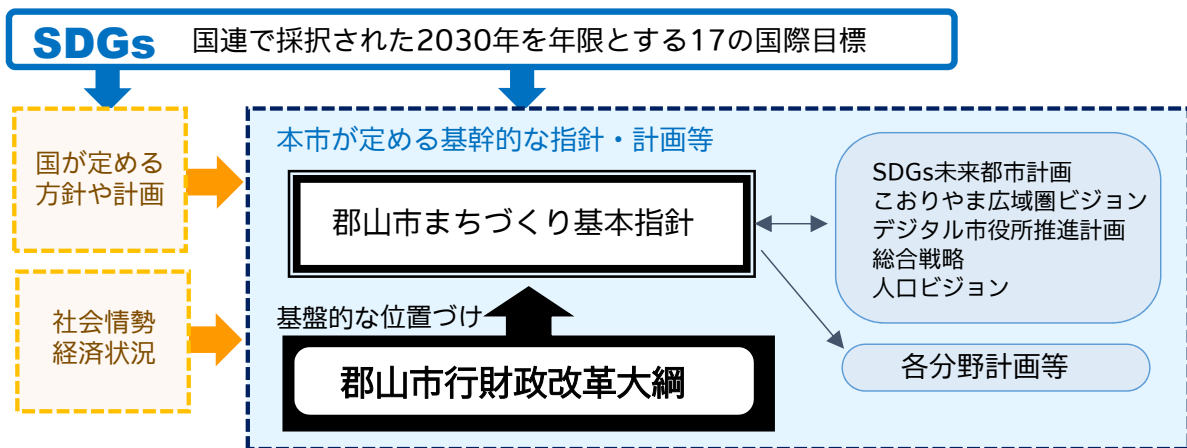 SDGs 国連で採択された2030年を年限とする17の国際目標
国が定める
方針や計画
社会情勢
経済状況
本市が定める基幹的な指針・計画等
郡山市まちづくり基本指針
基盤的な位置づけ
郡山市行財政改革大綱
SDGs未来都市計画
こおりやま広域圏ビジョン
デジタル市役所推進計画
総合戦略
人口ビジョン
各分野計画等